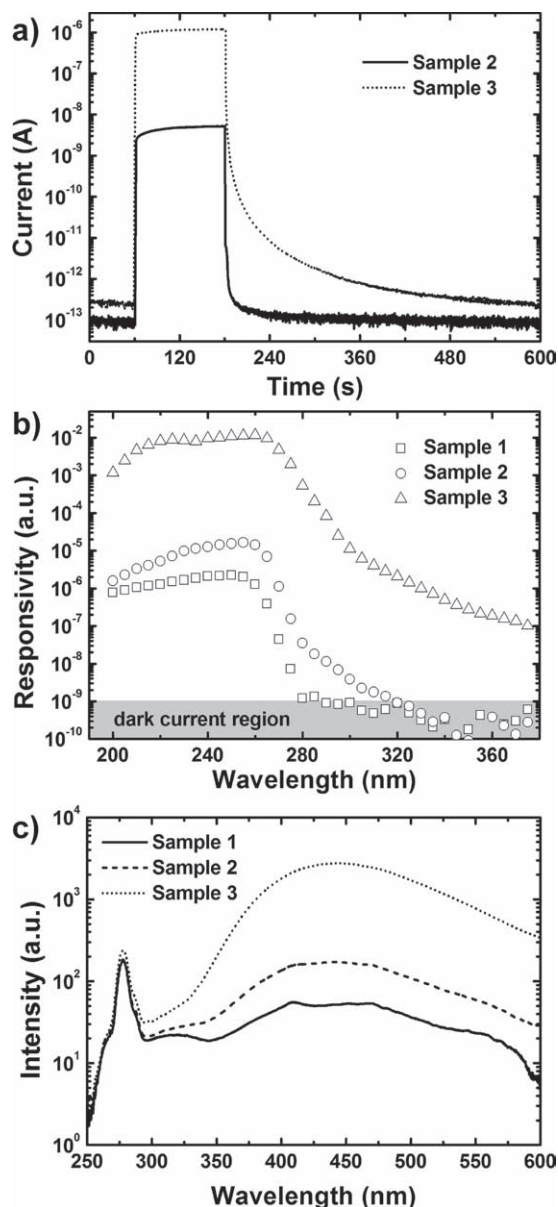 a)
Current (A)
10⁻⁶
10⁻⁷
10⁻⁸
10⁻⁹
10⁻¹⁰
10⁻¹¹
10⁻¹²
10⁻¹³
Sample 2
Sample 3
0 120 240 360 480 600
Time (s)
b)
Responsivity (a.u.)
10⁻²
10⁻³
10⁻⁴
10⁻⁵
10⁻⁶
10⁻⁷
10⁻⁸
10⁻⁹
10⁻¹⁰
Sample 1
Sample 2
Sample 3
dark current region
200 240 280 320 360
Wavelength (nm)
c)
Intensity (a.u.)
10⁴
10³
10²
10¹
10⁰
Sample 1
Sample 2
Sample 3
250 300 350 400 450 500 550 600
Wavelength (nm)